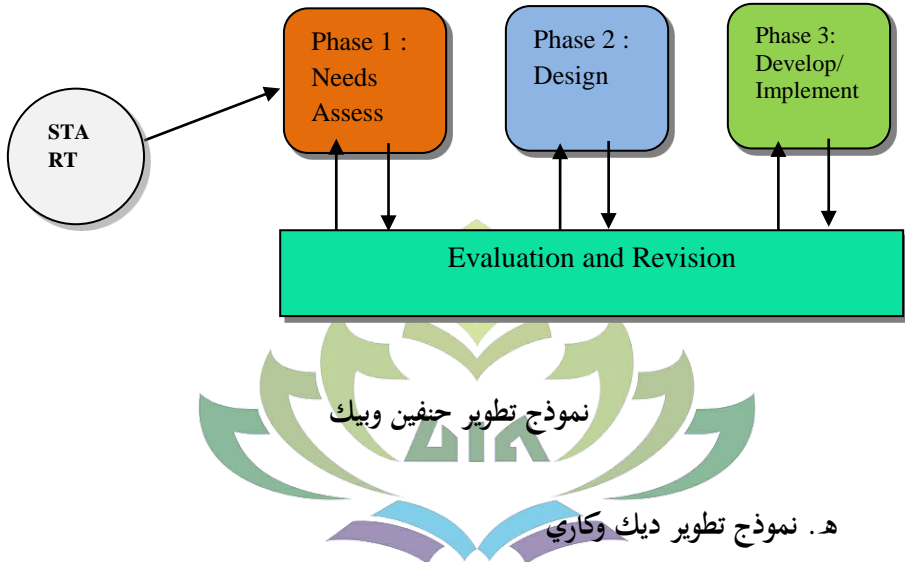 Phase 1 :
Needs
Assess
Phase 2 :
Design
Phase 3:
Develop/
Implement
STA
RT
Evaluation and Revision
نموذج تطوير حنفين وبيك
هـ. نموذج تطوير ديك وكاري